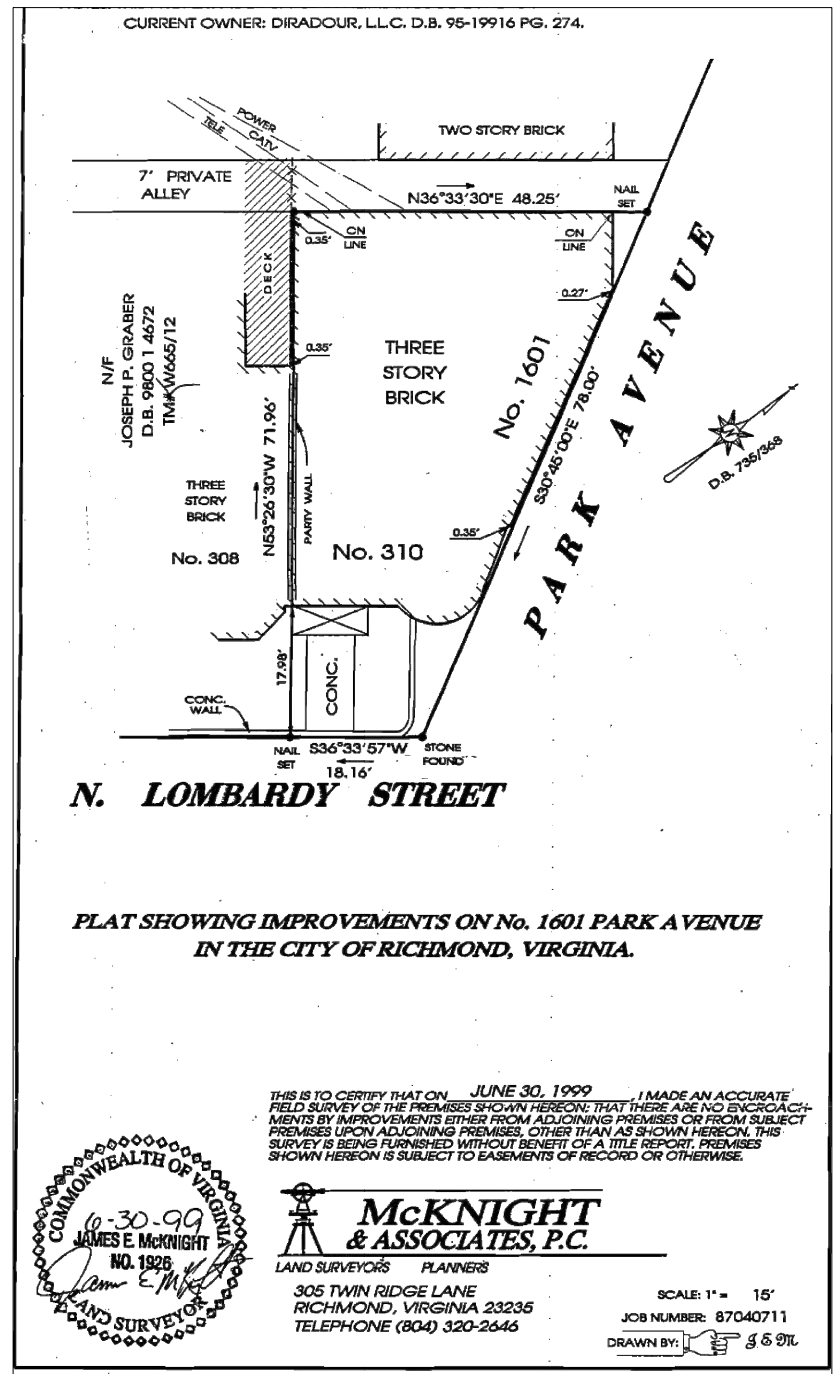 CURRENT OWNER: DIRADOUR, L.L.C. D.B. 95-19916 PG. 274.
POWER
CATV
TELE
TWO STORY BRICK
7' PRIVATE
ALLEY
N36°33'30"E 48.25'
NAIL
SET
ON
LINE
0.35'
ON
LINE
DECK
0.27'
0.35'
N/F
JOSEPH P. GRABER
D.B. 9800 1 4672
TM# W665/12
THREE
STORY
BRICK
No. 1601
S30°45'00"E 78.00'
PARK AVENUE
N
D.B. 735/368
N53°26'30"W 71.96'
PARTY WALL
THREE
STORY
BRICK
No. 308
No. 310
0.35'
17.98'
CONC.
CONC.
WALL
NAIL
SET
S36°33'57"W
18.16'
STONE
FOUND
N. LOMBARDY STREET
PLAT SHOWING IMPROVEMENTS ON No. 1601 PARK AVENUE
IN THE CITY OF RICHMOND, VIRGINIA.
THIS IS TO CERTIFY THAT ON JUNE 30, 1999, I MADE AN ACCURATE
FIELD SURVEY OF THE PREMISES SHOWN HEREON; THAT THERE ARE NO ENCROACH-
MENTS BY IMPROVEMENTS EITHER FROM ADJOINING PREMISES OR FROM SUBJECT
PREMISES UPON ADJOINING PREMISES, OTHER THAN AS SHOWN HEREON. THIS
SURVEY IS BEING FURNISHED WITHOUT BENEFIT OF A TITLE REPORT. PREMISES
SHOWN HEREON IS SUBJECT TO EASEMENTS OF RECORD OR OTHERWISE.
COMMONWEALTH OF VIRGINIA
6-30-99
JAMES E. McKNIGHT
NO. 1926
James E. McKnight
LAND SURVEYOR
McKNIGHT
& ASSOCIATES, P.C.
LAND SURVEYORS PLANNERS
305 TWIN RIDGE LANE
RICHMOND, VIRGINIA 23235
TELEPHONE (804) 320-2646
SCALE: 1" = 15'
JOB NUMBER: 87040711
DRAWN BY: JEM